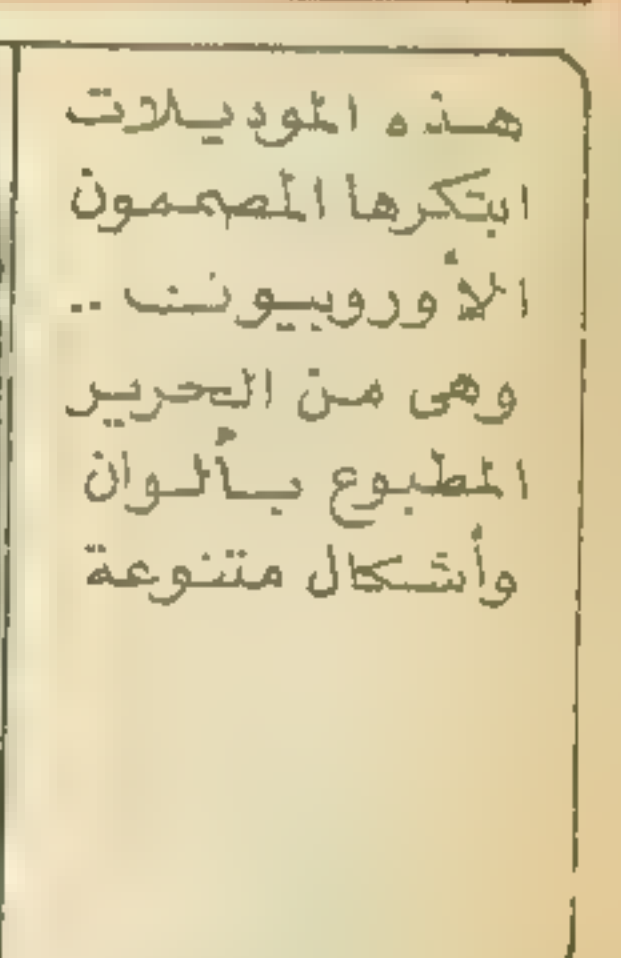 هذه الموديلات
ابتكرها المصممون
الأوروبيون ..
وهى من الحرير
المطبوع بألوان
وأشكال متنوعة